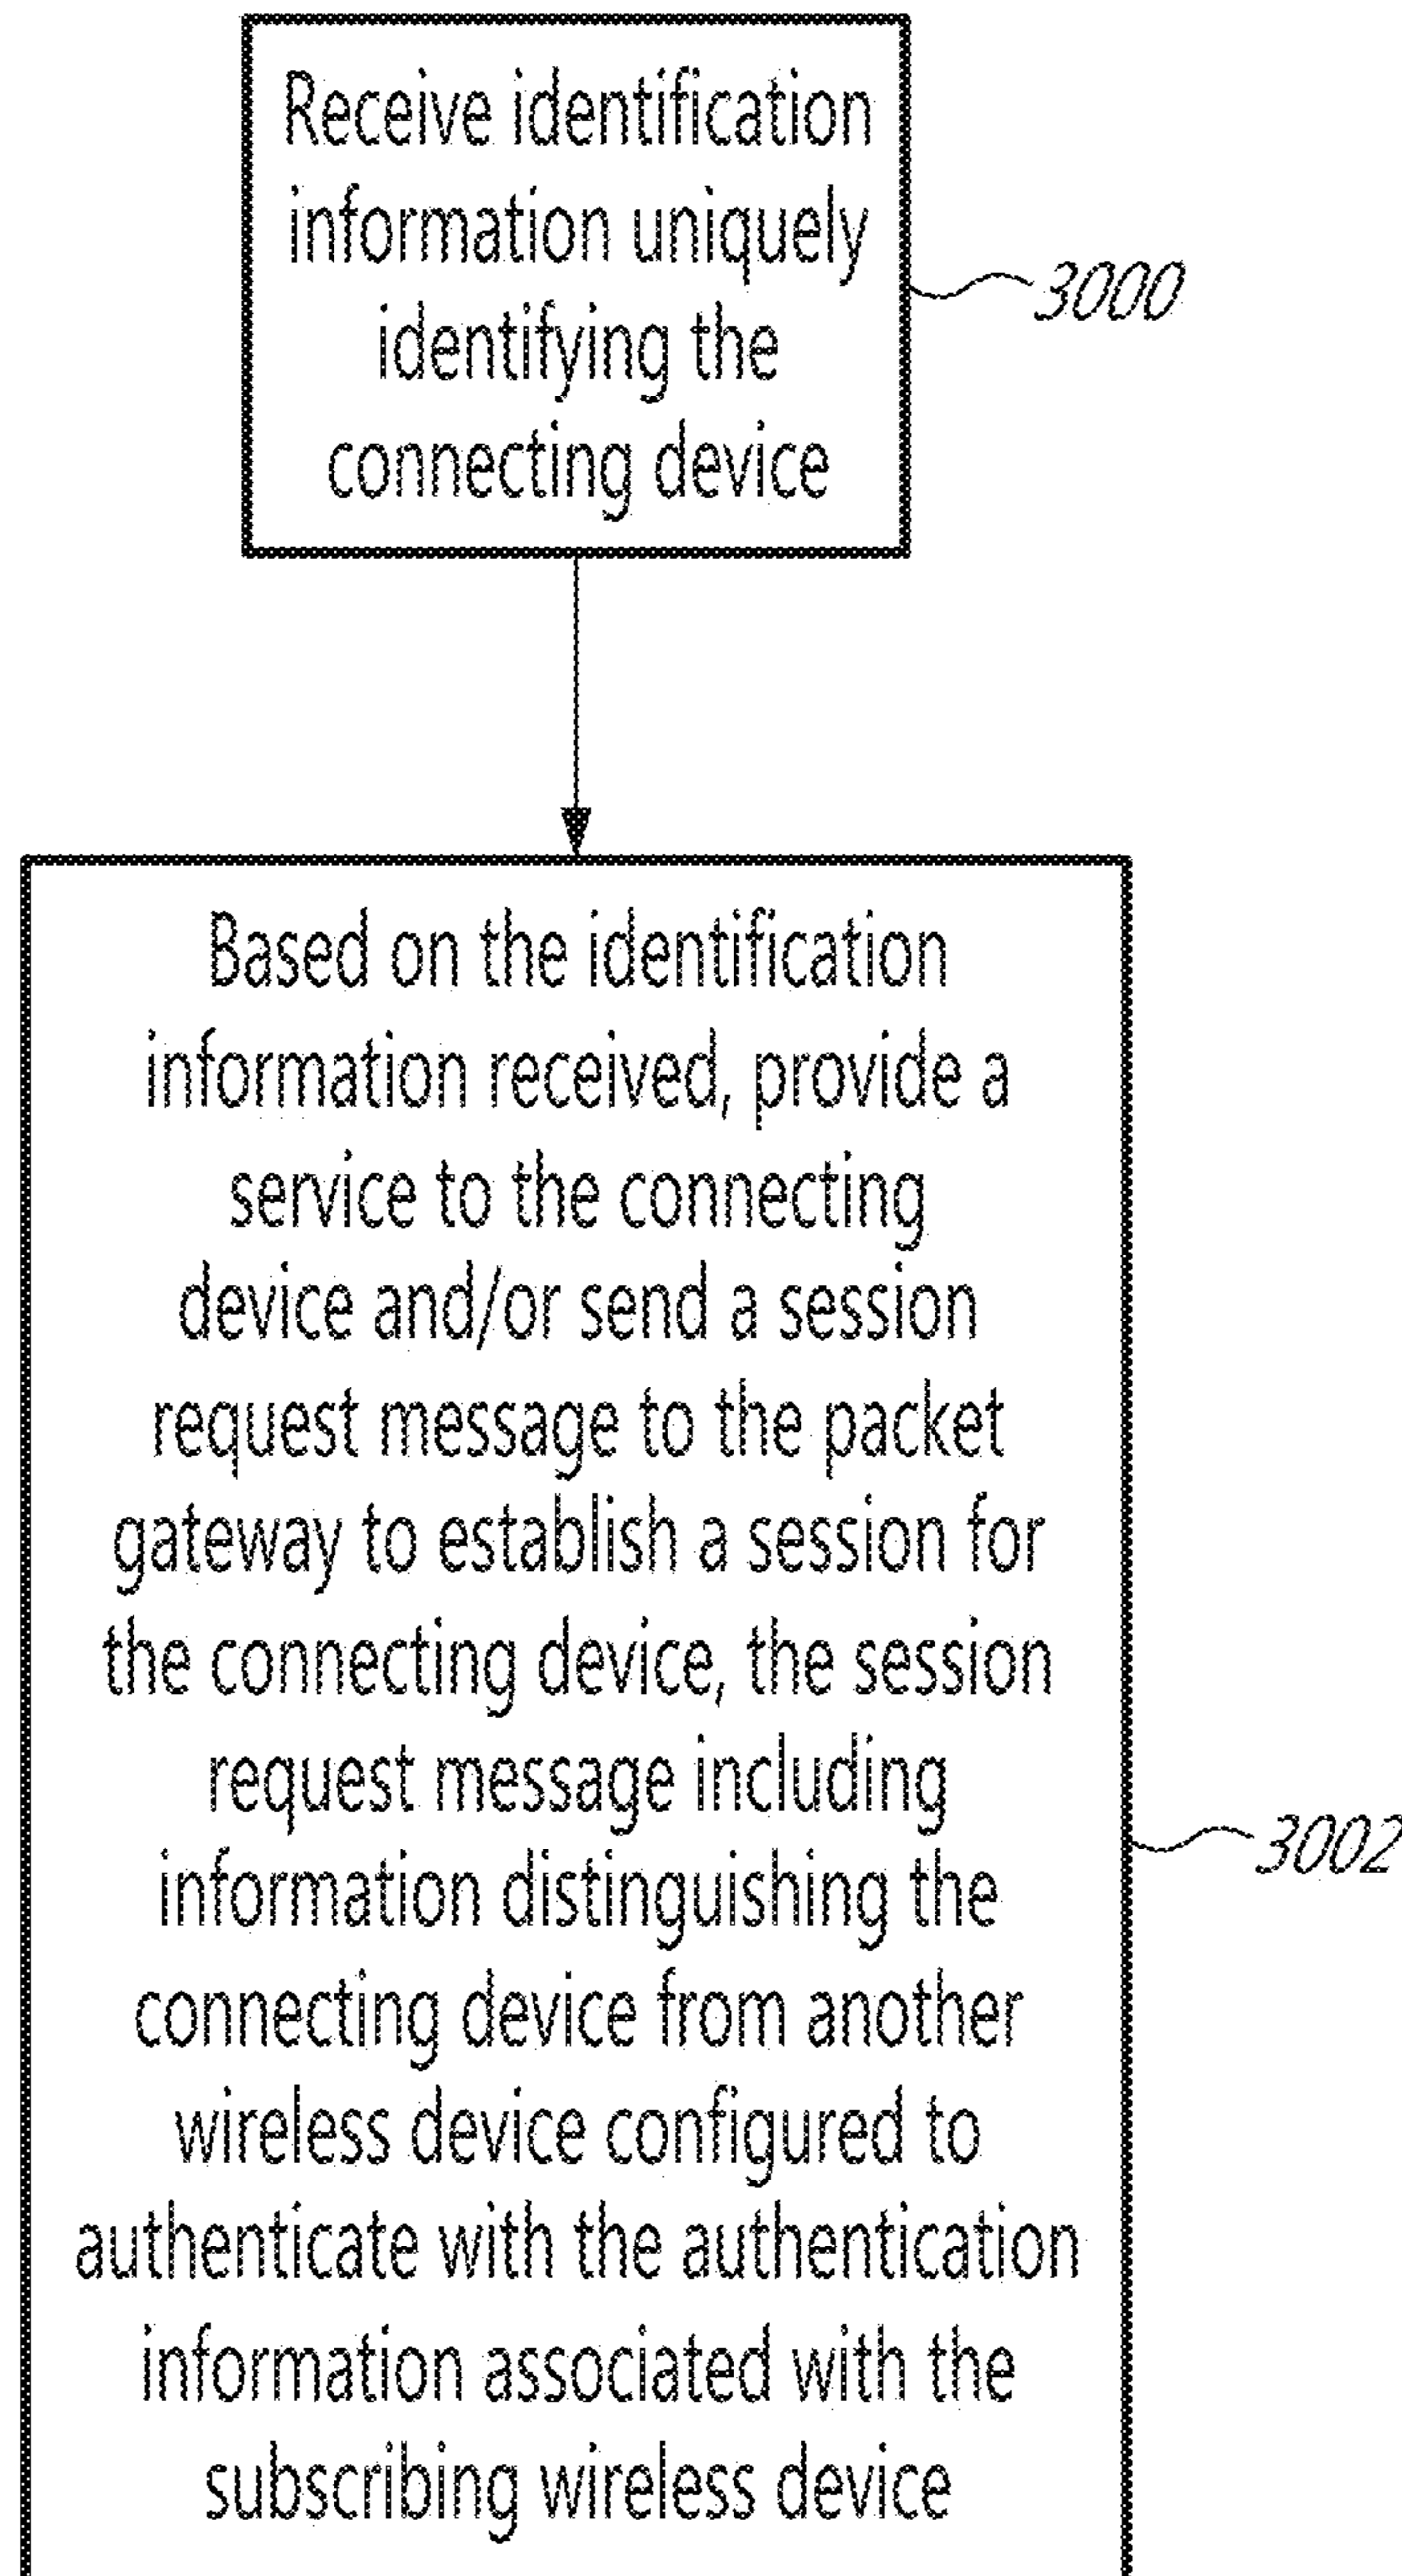 Receive identification
information uniquely
identifying the
connecting device
3000
Based on the identification
information received, provide a
service to the connecting
device and/or send a session
request message to the packet
gateway to establish a session for
the connecting device, the session
request message including
information distinguishing the
connecting device from another
wireless device configured to
authenticate with the authentication
information associated with the
subscribing wireless device
3002